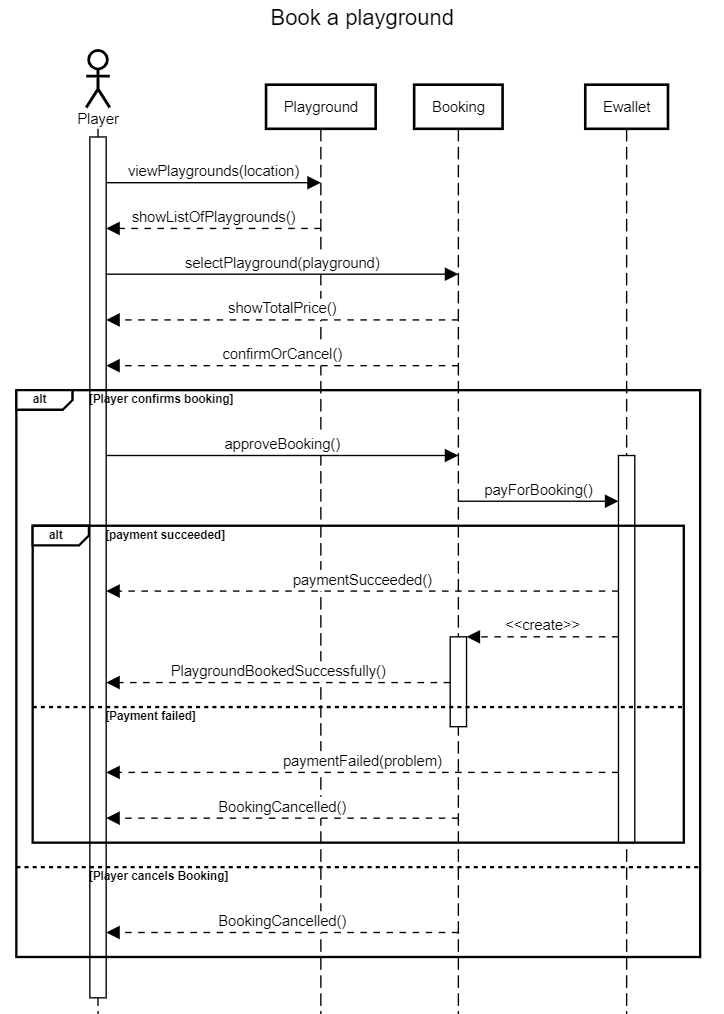 Book a playground
Player
Playground
Booking
Ewallet
viewPlaygrounds(location)
showListOfPlaygrounds()
selectPlayground(playground)
showTotalPrice()
confirmOrCancel()
alt
[Player confirms booking]
approveBooking()
payForBooking()
alt
[payment succeeded]
paymentSucceeded()
<<create>>
PlaygroundBookedSuccessfully()
[Payment failed]
paymentFailed(problem)
BookingCancelled()
[Player cancels Booking]
BookingCancelled()